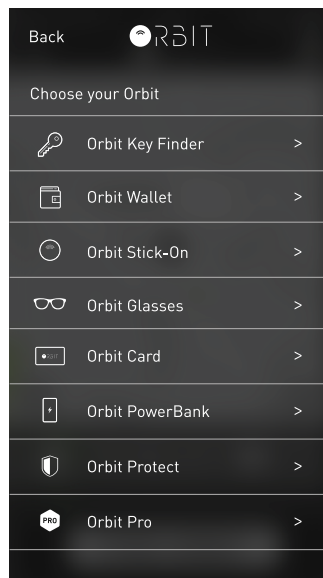 Back
ORBIT
Choose your Orbit
Orbit Key Finder >
Orbit Wallet >
Orbit Stick-On >
Orbit Glasses >
ORBIT
Orbit Card >
Orbit PowerBank >
Orbit Protect >
PRO
Orbit Pro >